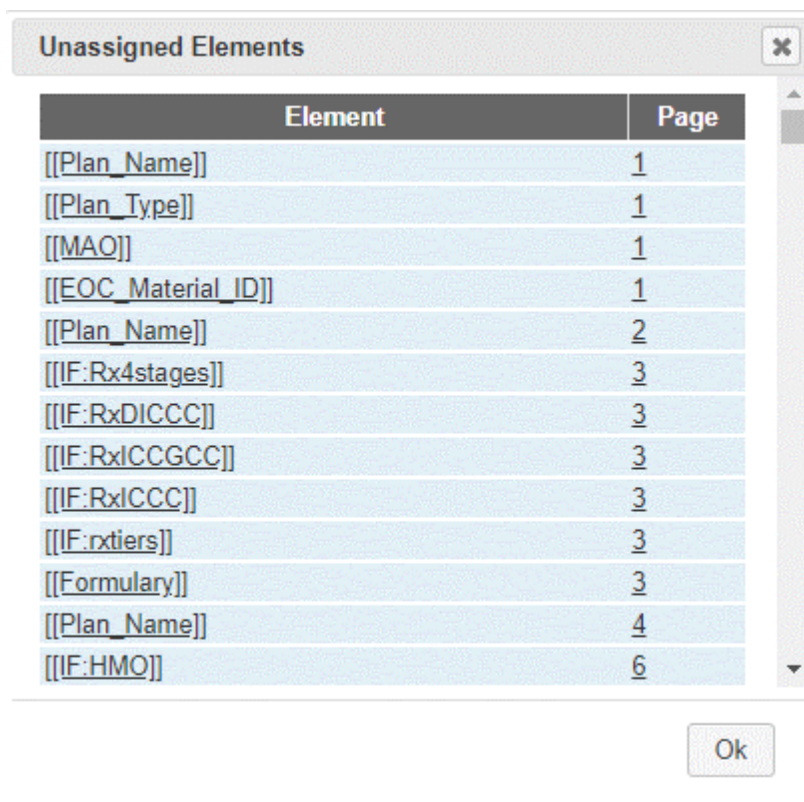 Unassigned Elements
Element Page
[[Plan_Name]] 1
[[Plan_Type]] 1
[[MAO]] 1
[[EOC_Material_ID]] 1
[[Plan_Name]] 2
[[IF:Rx4stages]] 3
[[IF:RxDICCC]] 3
[[IF:RxICCGCC]] 3
[[IF:RxICCC]] 3
[[IF:rxtiers]] 3
[[Formulary]] 3
[[Plan_Name]] 4
[[IF:HMO]] 6
Ok